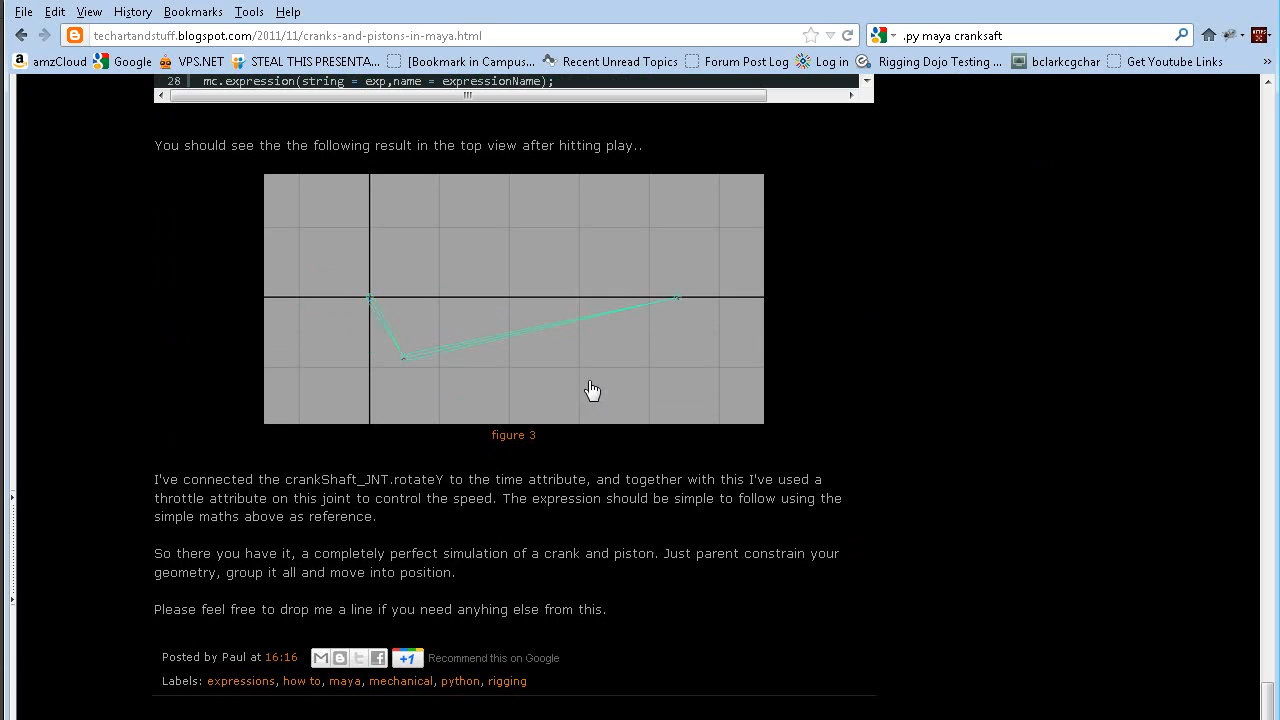 File Edit View History Bookmarks Tools Help
techartandstuff.blogspot.com/2011/11/cranks-and-pistons-in-maya.html
.py maya cranksaft
amzCloud Google VPS.NET STEAL THIS PRESENTA... [Bookmark in Campus... Recent Unread Topics Forum Post Log Log in Rigging Dojo Testing ... bclarkcgchar Get Youtube Links »
28 mc.expression(string = exp,name = expressionName);
You should see the the following result in the top view after hitting play..
figure 3
I've connected the crankShaft_JNT.rotateY to the time attribute, and together with this I've used a
throttle attribute on this joint to control the speed. The expression should be simple to follow using the
simple maths above as reference.
So there you have it, a completely perfect simulation of a crank and piston. Just parent constrain your
geometry, group it all and move into position.
Please feel free to drop me a line if you need anyhing else from this.
Posted by Paul at 16:16 +1 Recommend this on Google
Labels: expressions, how to, maya, mechanical, python, rigging